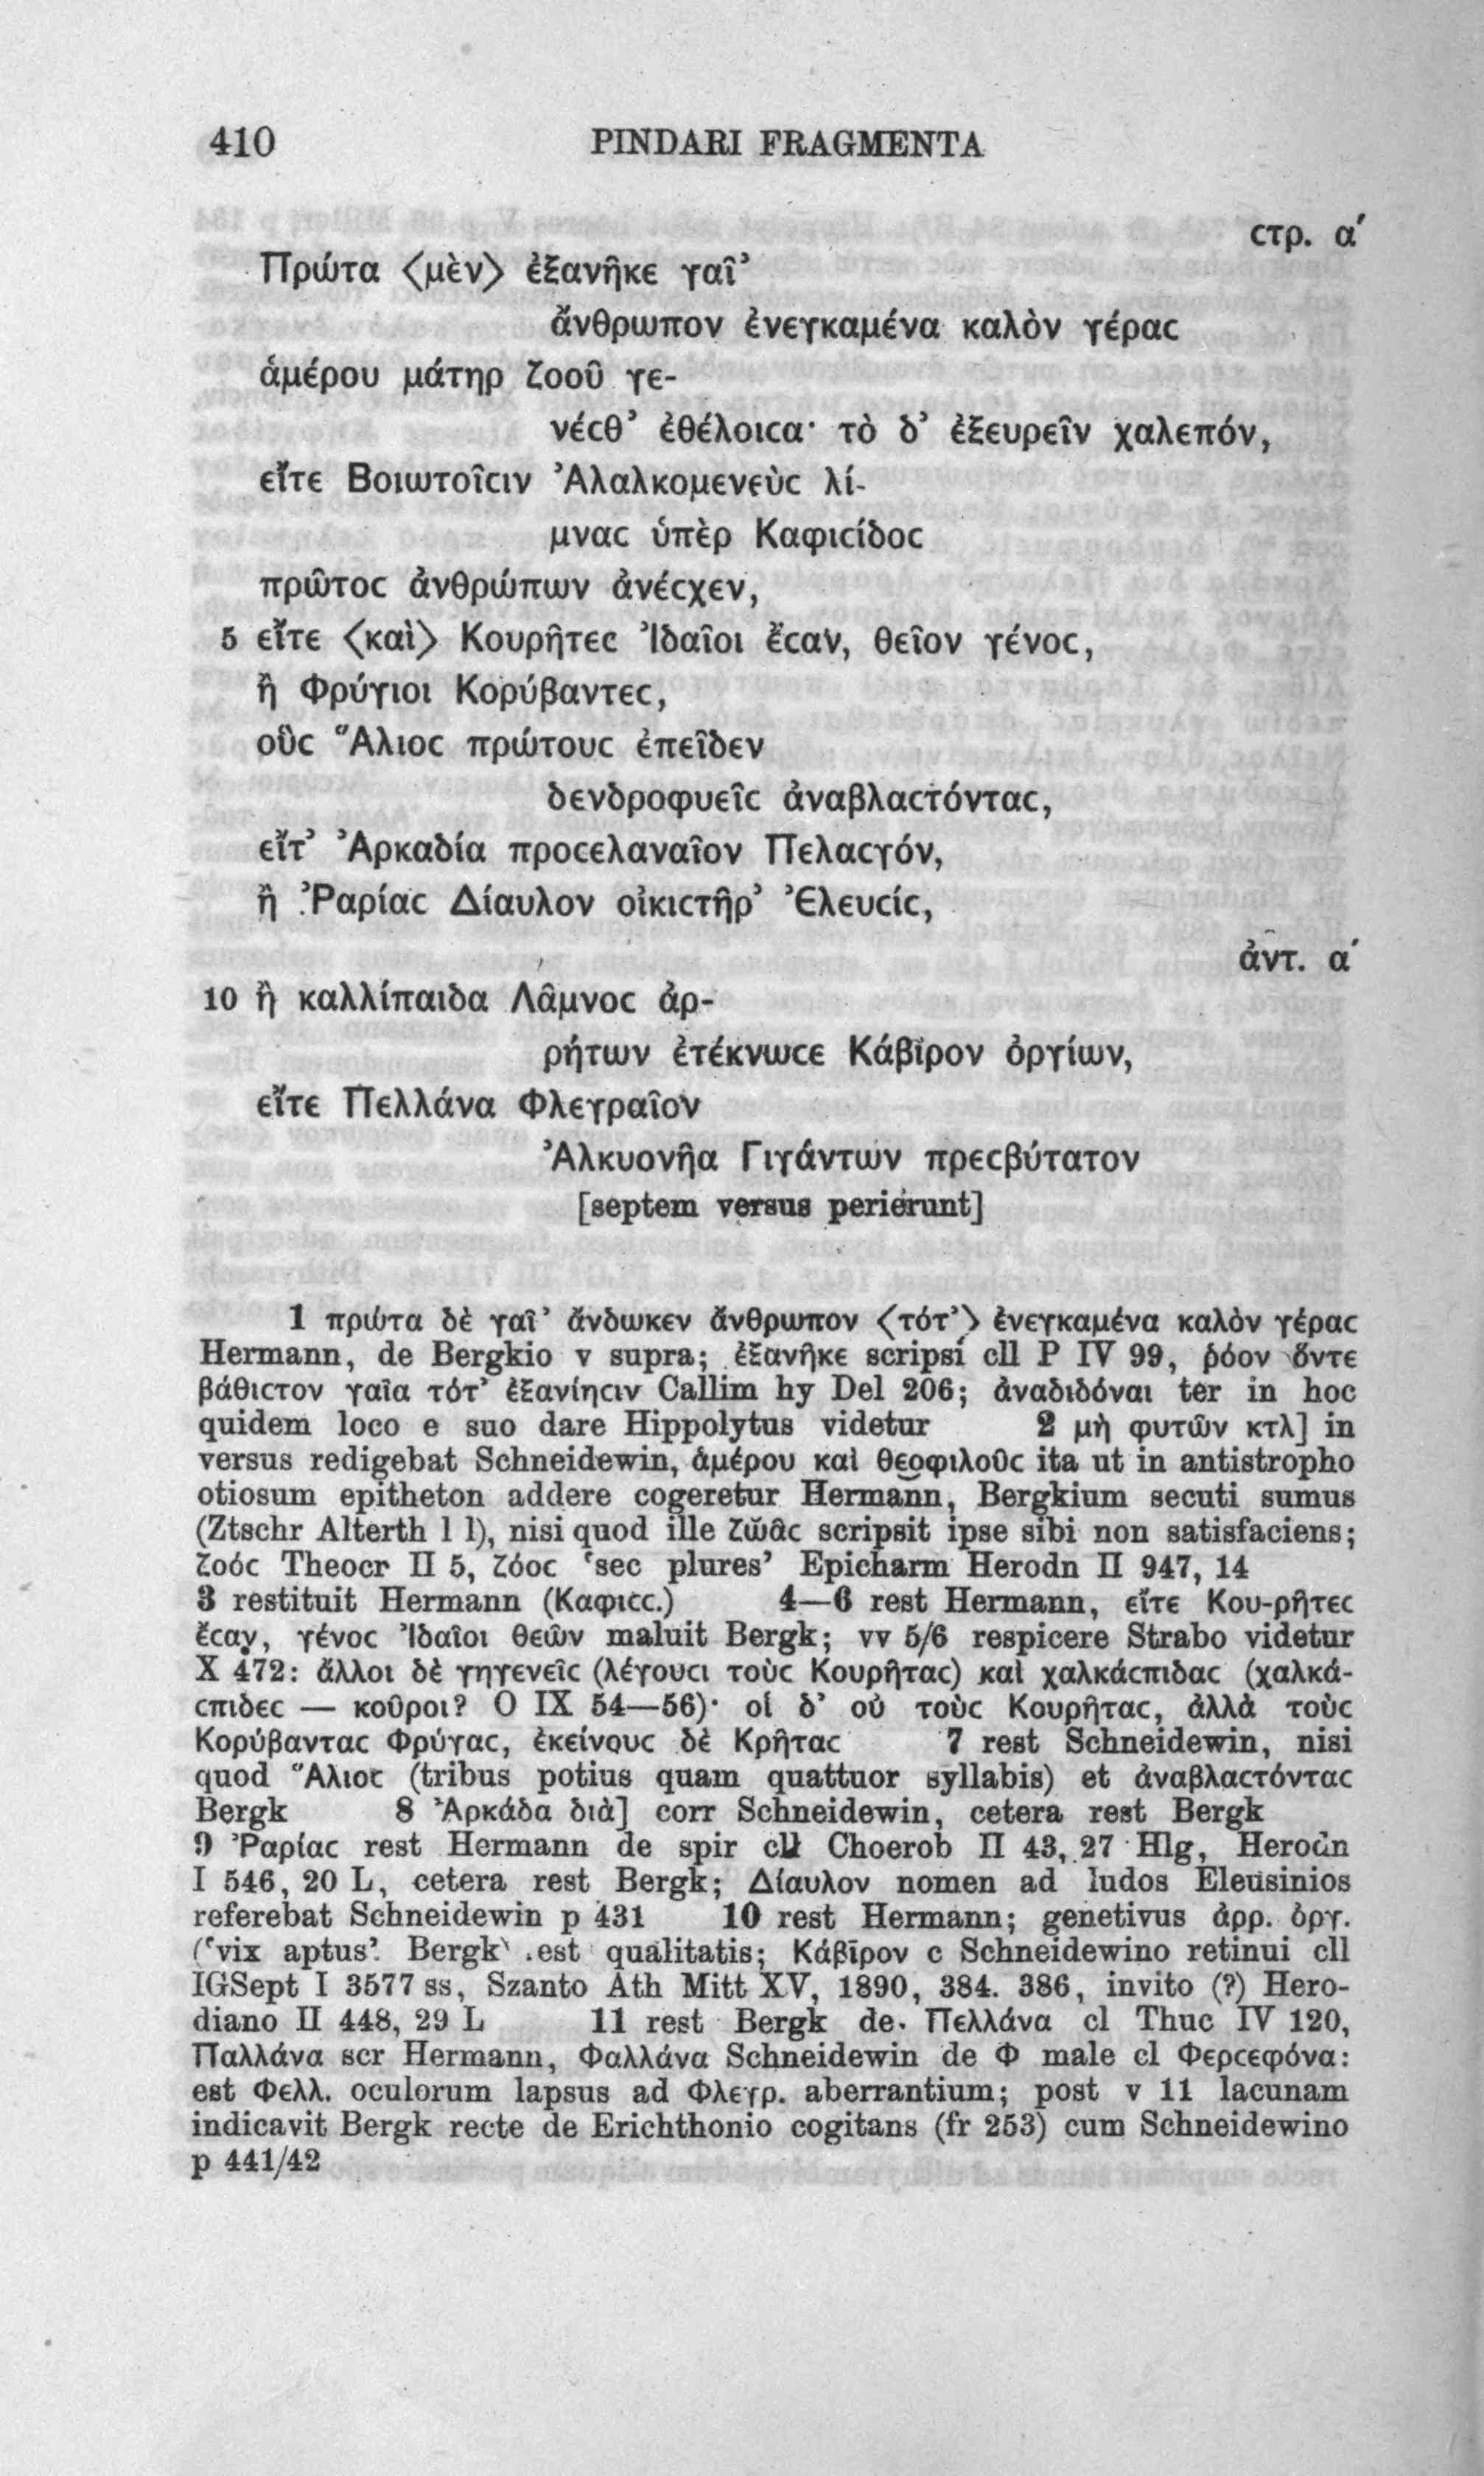 410 PINDARI FRAGMENTA
στρ. α′
Πρώτα ⟨μὲν⟩ ἐξανῆκε γαῖ’
ἄνθρωπον ἐνεγκαμένα καλὸν γέραϲ
ἁμέρου μάτηρ ζοοῦ γε-
νέϲθ’ ἐθέλοιϲα· τὸ δ’ ἐξευρεῖν χαλεπόν,
εἴτε Βοιωτοῖϲιν Ἀλαλκομενεὺϲ λί-
μναϲ ὑπὲρ Καφιϲίδοϲ
πρῶτοϲ ἀνθρώπων ἀνέϲχεν,
5 εἴτε ⟨καὶ⟩ Κουρῆτεϲ Ἰδαῖοι ἔϲαν, θεῖον γένοϲ,
ἢ Φρύγιοι Κορύβαντεϲ,
οὓϲ Ἅλιοϲ πρώτουϲ ἐπεῖδεν
δενδροφυεῖϲ ἀναβλαϲτόνταϲ,
εἴτ’ Ἀρκαδία προϲελαναῖον Πελαϲγόν,
ἢ Ῥαρίαϲ Δίαυλον οἰκιϲτῆρ’ Ἐλευϲίϲ,
ἀντ. α′
10 ἢ καλλίπαιδα Λᾶμνοϲ ἀρ-
ρήτων ἐτέκνωϲε Κάβῑρον ὀργίων,
εἴτε Πελλάνα Φλεγραῖον
Ἀλκυονῆα Γιγάντων πρεϲβύτατον
[septem versus perierunt]
1 πρώτα δὲ γαῖ’ ἄνδωκεν ἄνθρωπον ⟨τότ’⟩ ἐνεγκαμένα καλὸν γέραϲ
Hermann, de Bergkio v supra; ἐξανῆκε scripsi cll P IV 99, ῥόον ὅντε
βάθιϲτον γαῖα τότ’ ἐξανίηϲιν Callim hy Del 206; ἀναδιδόναι ter in hoc
quidem loco e suo dare Hippolytus videtur 2 μὴ φυτῶν κτλ] in
versus redigebat Schneidewin, ἁμέρου καὶ θεοφιλοῦϲ ita ut in antistropho
otiosum epitheton addere cogeretur Hermann, Bergkium secuti sumus
(Ztschr Alterth 1 l), nisi quod ille ζῴᾶϲ scripsit ipse sibi non satisfaciens;
ζοόϲ Theocr II 5, ζόοϲ ‘sec plures’ Epicharm Herodn II 947, 14
3 restituit Hermann (Καφιϲϲ.) 4—6 rest Hermann, εἴτε Κου-ρῆτεϲ
ἔϲαν, γένοϲ Ἰδαῖοι θεῶν maluit Bergk; vv 5/6 respicere Strabo videtur
X 472: ἄλλοι δὲ γηγενεῖϲ (λέγουϲι τοὺϲ Κουρῆταϲ) καὶ χαλκάϲπιδαϲ (χαλκά-
ϲπιδεϲ — κοῦροι? O IX 54—56)· οἱ δ’ οὐ τοὺϲ Κουρῆταϲ, ἀλλὰ τοὺϲ
Κορύβανταϲ Φρύγαϲ, ἐκείνουϲ δὲ Κρῆταϲ 7 rest Schneidewin, nisi
quod Ἅλιοϲ (tribus potius quam quattuor syllabis) et ἀναβλαϲτόνταϲ
Bergk 8 Ἀρκάδα διὰ] corr Schneidewin, cetera rest Bergk
9 Ῥαρίαϲ rest Hermann de spir cll Choerob II 43, 27 Hlg, Herodn
I 546, 20 L, cetera rest Bergk; Δίαυλον nomen ad ludos Eleusinios
referebat Schneidewin p 431 10 rest Hermann; genetivus ἀρρ. ὀργ.
(‘vix aptus’ Bergk) est qualitatis; Κάβῑρον c Schneidewino retinui cll
IGSept I 3577 ss, Szanto Ath Mitt XV, 1890, 384. 386, invito (?) Hero-
diano II 448, 29 L 11 rest Bergk de Πελλάνα cl Thuc IV 120,
Παλλάνα scr Hermann, Φαλλάνα Schneidewin de Φ male cl Φερϲεφόνα:
est Φελλ. oculorum lapsus ad Φλεγρ. aberrantium; post v 11 lacunam
indicavit Bergk recte de Erichthonio cogitans (fr 253) cum Schneidewino
p 441/42